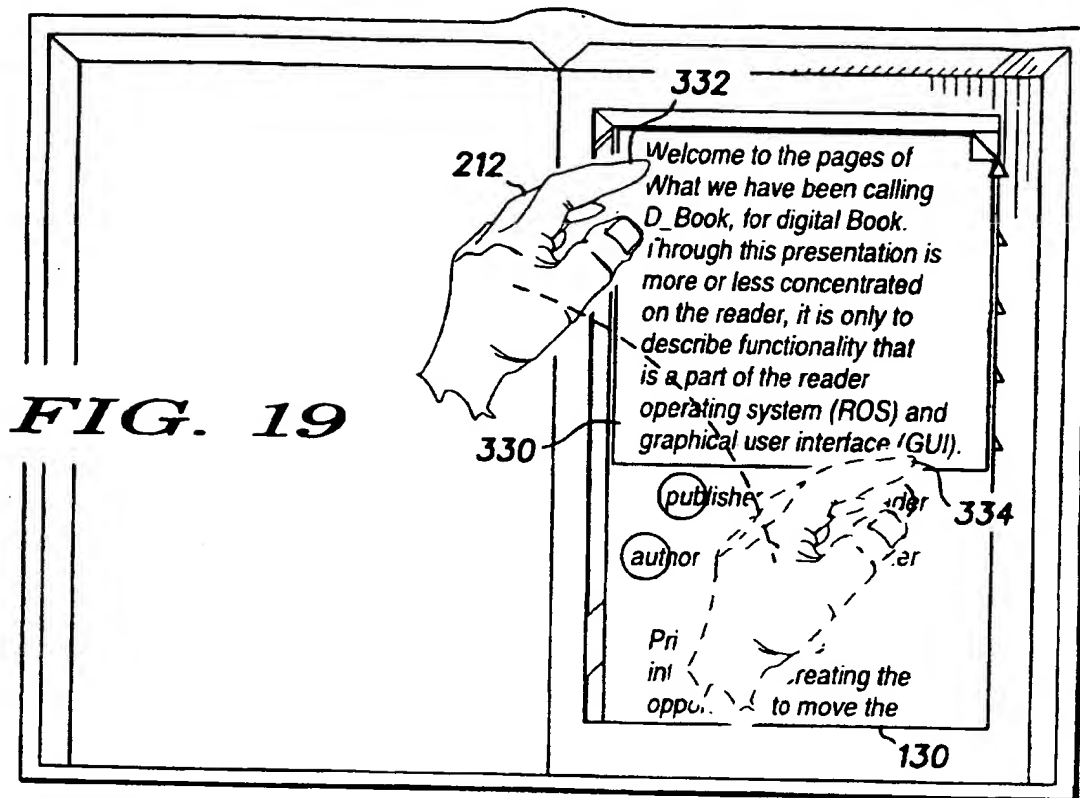 332
212
Welcome to the pages of
What we have been calling
D_Book, for digital Book.
Through this presentation is
more or less concentrated
on the reader, it is only to
describe functionality that
is a part of the reader
operating system (ROS) and
graphical user interface (GUI).
FIG. 19
330
334
publisher
author
Pri
int reating the
to move the
130